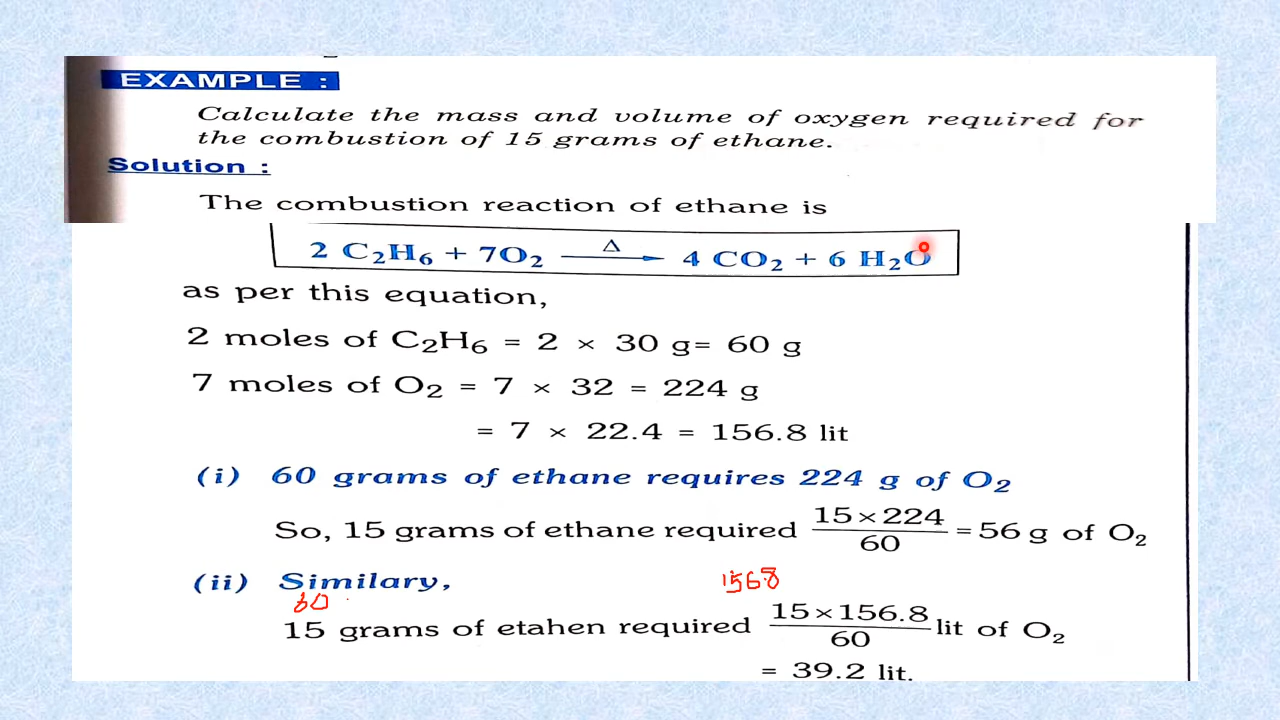 EXAMPLE :
Calculate the mass and volume of oxygen required for
the combustion of 15 grams of ethane.
Solution :
The combustion reaction of ethane is
2 C₂H₆ + 7O₂ —Δ→ 4 CO₂ + 6 H₂O
as per this equation,
2 moles of C₂H₆ = 2 × 30 g= 60 g
7 moles of O₂ = 7 × 32 = 224 g
= 7 × 22.4 = 156.8 lit
(i) 60 grams of ethane requires 224 g of O₂
So, 15 grams of ethane required 15×224/60 = 56 g of O₂
(ii) Similary,
60 156.8
15 grams of etahen required 15×156.8/60 lit of O₂
= 39.2 lit.